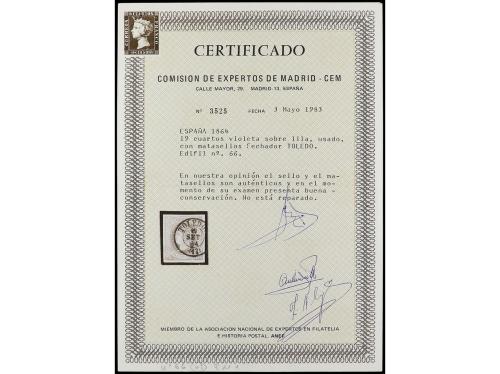 CERTIFICADO
COMISION DE EXPERTOS DE MADRID - CEM
CALLE MAYOR, 29. MADRID-13. ESPAÑA
Nº 3525 FECHA 3 Mayo 1983
ESPAÑA 1864
19 cuartos violeta sobre lila, usado,
con matasellos fechador TOLEDO.
Edifil nº. 66.
En nuestra opinión el sello y el ma-
tasellos son auténticos y en el mo-
mento de su examen presenta buena -
conservación. No está reparado.
TOLEDO
SET
MIEMBRO DE LA ASOCIACION NACIONAL DE EXPERTOS EN FILATELIA
E HISTORIA POSTAL. ANEF